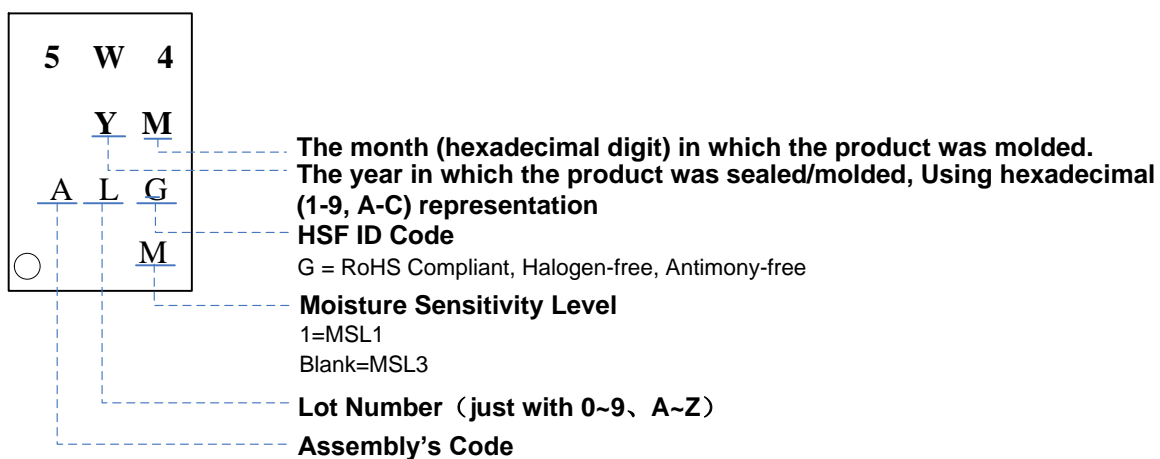 5 W 4
Y M
A L G
M
The month (hexadecimal digit) in which the product was molded.
The year in which the product was sealed/molded, Using hexadecimal
(1-9, A-C) representation
HSF ID Code
G = RoHS Compliant, Halogen-free, Antimony-free
Moisture Sensitivity Level
1=MSL1
Blank=MSL3
Lot Number（just with 0~9、A~Z）
Assembly's Code